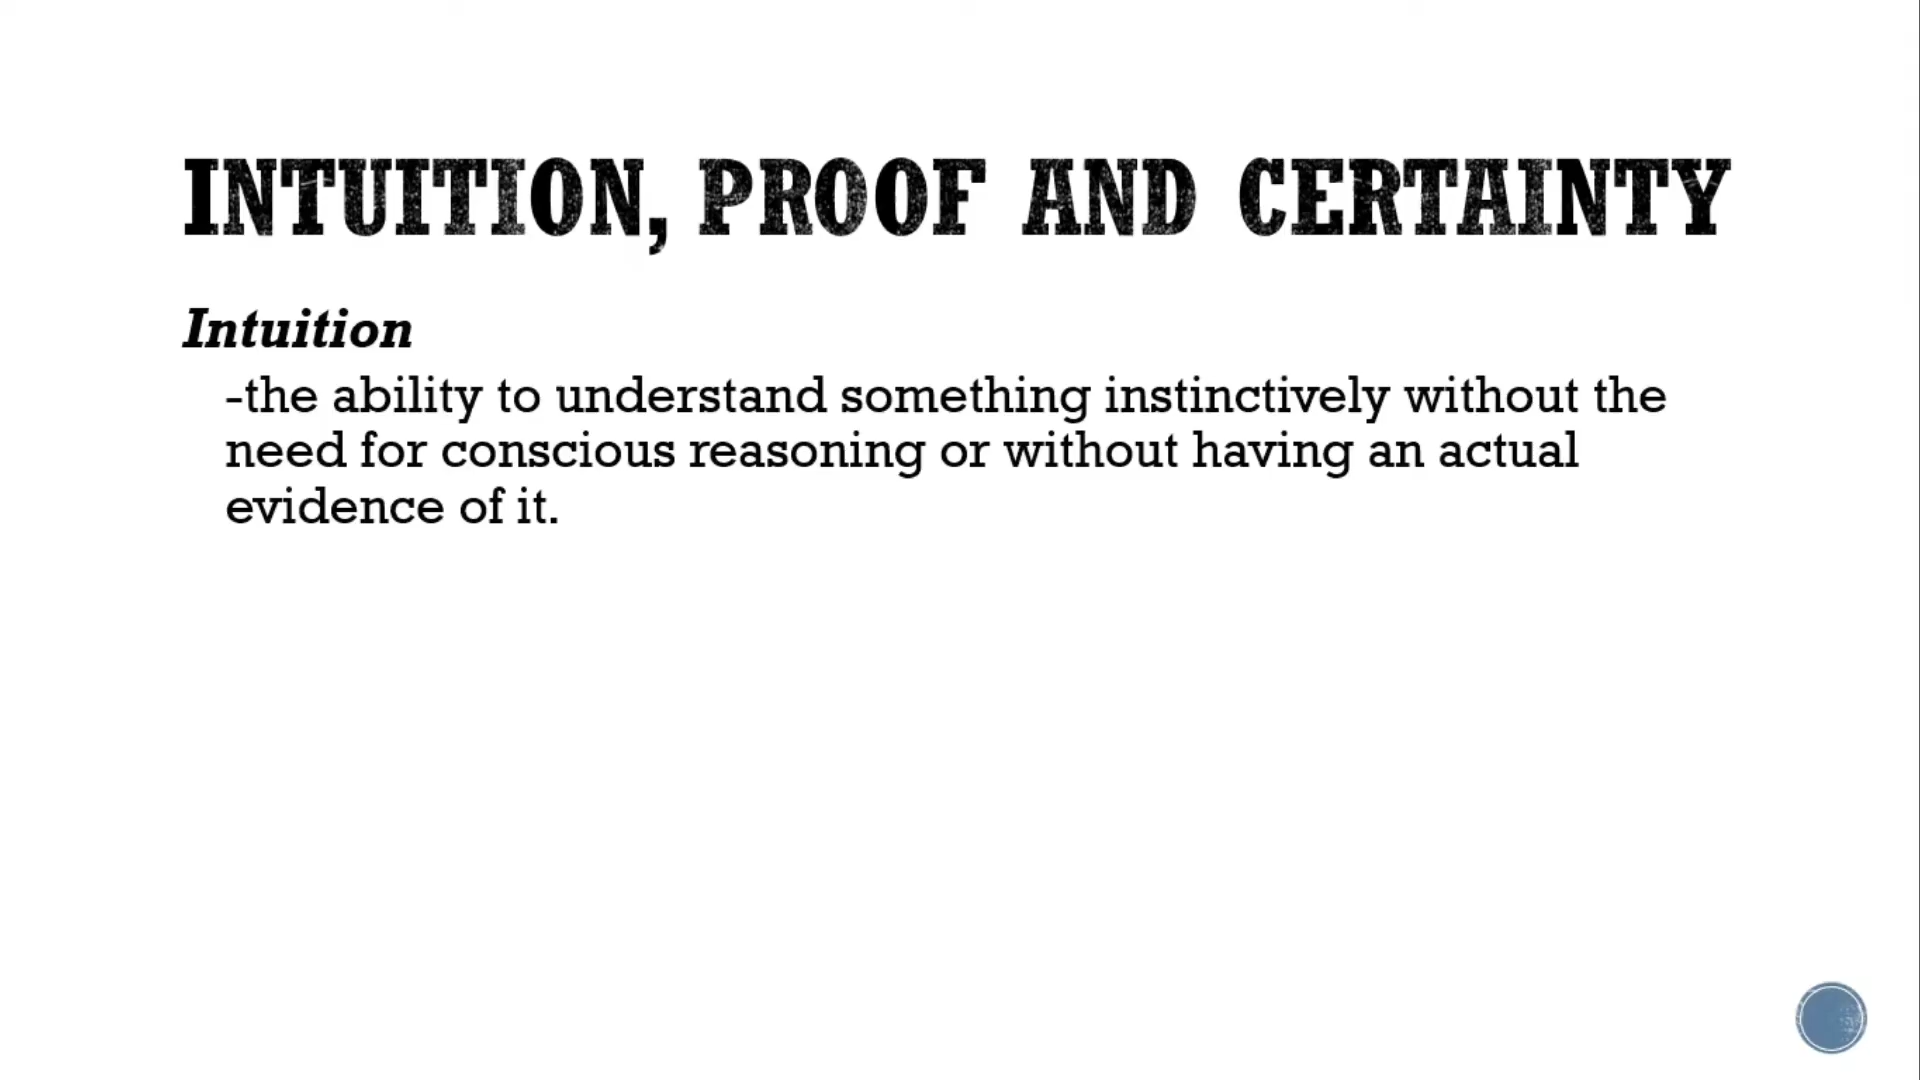 INTUITION, PROOF AND CERTAINTY
Intuition
-the ability to understand something instinctively without the
need for conscious reasoning or without having an actual
evidence of it.